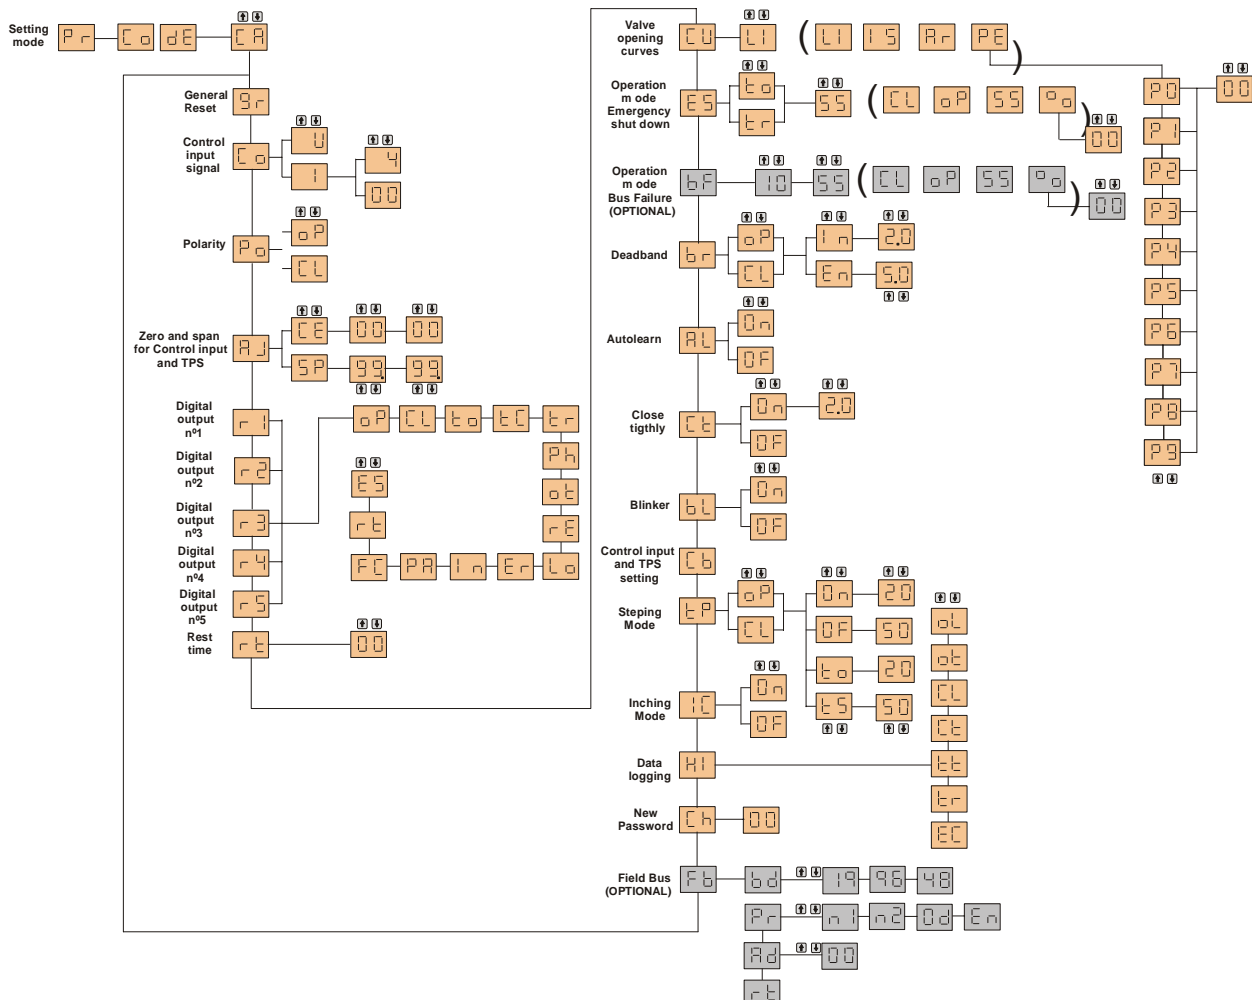 Setting mode Pr Co dE CA
General Reset gr
Control input signal Co U I 4 00
Polarity Po oP CL
Zero and span for Control input and TPS AJ CE 00 00
SP 99. 99.
Digital output nº1 r1
Digital output nº2 r2
Digital output nº3 r3
Digital output nº4 r4
Digital output nº5 r5
oP CL to tC tr
Ph
ot
rE
Lo Er In PA FC
rt
ES
Rest time rt 00
Valve opening curves CU LI ( LI IS Ar PE )
P0 00
P1
P2
P3
P4
P5
P6
P7
P8
P9
Operation m ode Emergency shut down ES to tr SS ( CL oP SS %o ) 00
Operation m ode Bus Failure (OPTIONAL) bF 10 SS ( CL oP SS %o ) 00
Deadband br oP CL In 2.0
En 5.0
Autolearn AL On OF
Close tigthly Ct On 2.0
OF
Blinker bL On OF
Control input and TPS setting Cb
Steping Mode tP oP CL On 20
OF 50
to 20
tS 50
Inching Mode IC On OF
Data logging HI
oL
ot
CL
Ct
tt
tr
EC
New Password Ch 00
Field Bus (OPTIONAL) Fb bd 19 96 48
Pr n1 n2 0d En
Ad 00
rt